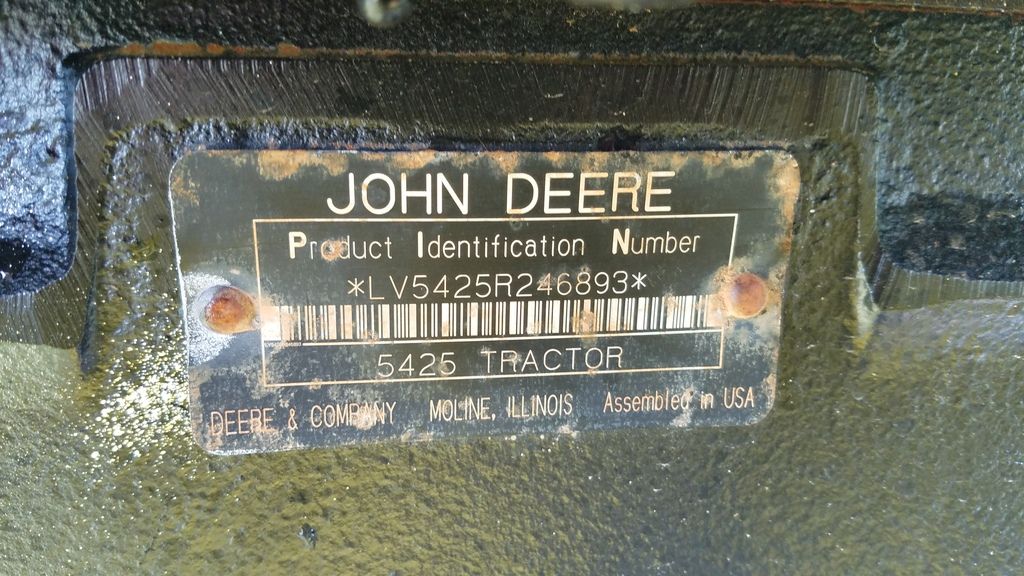 JOHN DEERE
Product Identification Number
*LV5425R246893*
5425 TRACTOR
DEERE & COMPANY MOLINE, ILLINOIS Assembled in USA